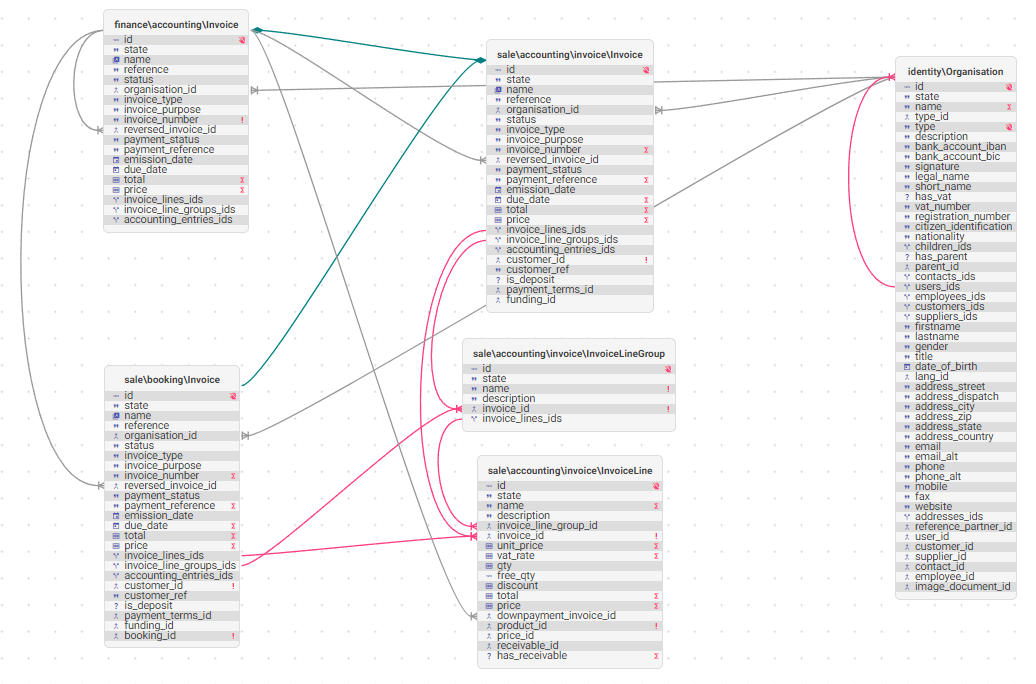 finance\accounting\Invoice
id
state
name
reference
status
organisation_id
invoice_type
invoice_purpose
invoice_number
reversed_invoice_id
payment_status
payment_reference
emission_date
due_date
total
price
invoice_lines_ids
invoice_line_groups_ids
accounting_entries_ids
sale\accounting\invoice\Invoice
id
state
name
reference
organisation_id
status
invoice_type
invoice_purpose
invoice_number
reversed_invoice_id
payment_status
payment_reference
emission_date
due_date
total
price
invoice_lines_ids
invoice_line_groups_ids
accounting_entries_ids
customer_id
customer_ref
is_deposit
payment_terms_id
funding_id
identity\Organisation
id
state
name
type_id
type
description
bank_account_iban
bank_account_bic
signature
legal_name
short_name
has_vat
vat_number
registration_number
citizen_identification
nationality
children_ids
has_parent
parent_id
contacts_ids
users_ids
employees_ids
customers_ids
suppliers_ids
firstname
lastname
gender
title
date_of_birth
lang_id
address_street
address_dispatch
address_city
address_zip
address_state
address_country
email
email_alt
phone
phone_alt
mobile
fax
website
addresses_ids
reference_partner_id
user_id
customer_id
supplier_id
contact_id
employee_id
image_document_id
sale\booking\Invoice
id
state
name
reference
organisation_id
status
invoice_type
invoice_purpose
invoice_number
reversed_invoice_id
payment_status
payment_reference
emission_date
due_date
total
price
invoice_lines_ids
invoice_line_groups_ids
accounting_entries_ids
customer_id
customer_ref
is_deposit
payment_terms_id
funding_id
booking_id
sale\accounting\invoice\InvoiceLineGroup
id
state
name
description
invoice_id
invoice_lines_ids
sale\accounting\invoice\InvoiceLine
id
state
name
description
invoice_line_group_id
invoice_id
unit_price
vat_rate
qty
free_qty
discount
total
price
downpayment_invoice_id
product_id
price_id
receivable_id
has_receivable